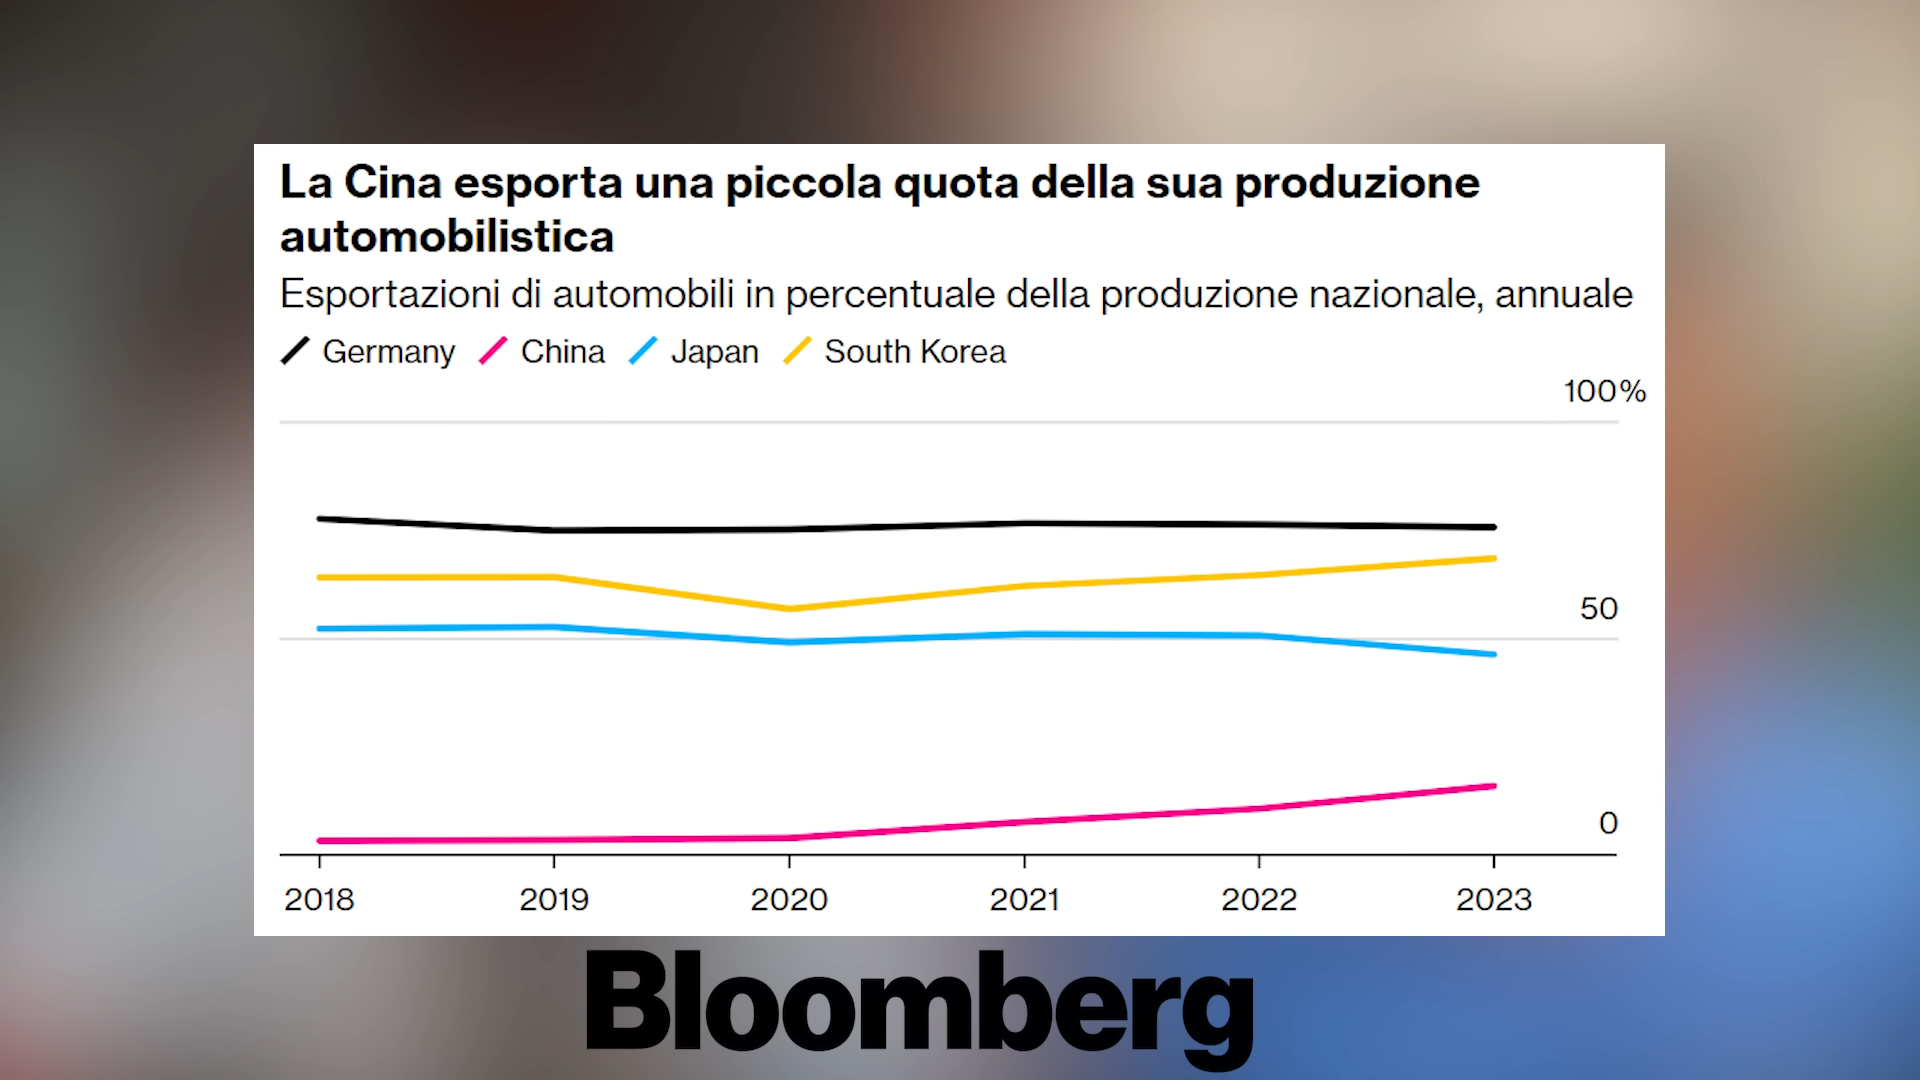 La Cina esporta una piccola quota della sua produzione
automobilistica
Esportazioni di automobili in percentuale della produzione nazionale, annuale
Germany China Japan South Korea
100%
50
0
2018 2019 2020 2021 2022 2023
Bloomberg